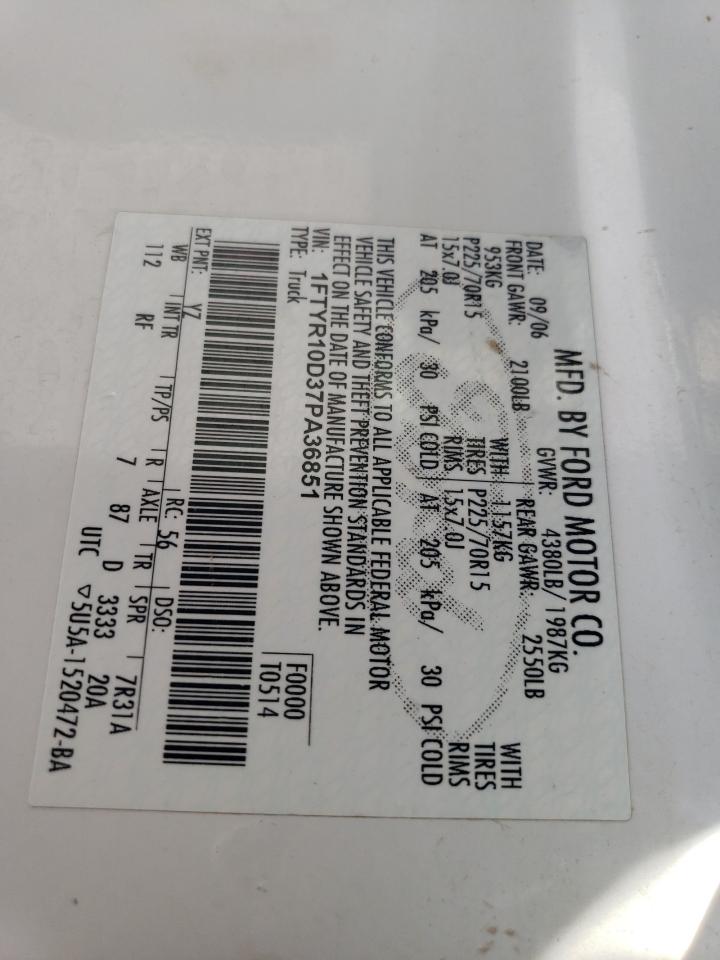 MFD. BY FORD MOTOR CO.
DATE: 09/06 GVWR: 4380LB/ 1987KG
FRONT GAWR: 2100LB REAR GAWR: 2550LB
953KG WITH 1157KG WITH
P225/70R15 TIRES P225/70R15 TIRES
15x7.0J RIMS 15x7.0J RIMS
AT 205 kPa/ 30 PSI COLD AT 205 kPa/ 30 PSI COLD
THIS VEHICLE CONFORMS TO ALL APPLICABLE FEDERAL MOTOR
VEHICLE SAFETY AND THEFT PREVENTION STANDARDS IN
EFFECT ON THE DATE OF MANUFACTURE SHOWN ABOVE.
VIN: 1FTYR10D37PA36851 F0000
TYPE: Truck T0514
EXT PNT: YZ RC: 56 DSO:
WB INT TR TP/PS R AXLE TR SPR 7R31A
112 RF 7 87 D 3333 20A
UTC ▽5U5A-1520472-BA